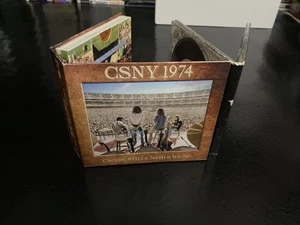 CSNY 1974
CROSBY, STILLS, NASH & YOUNG